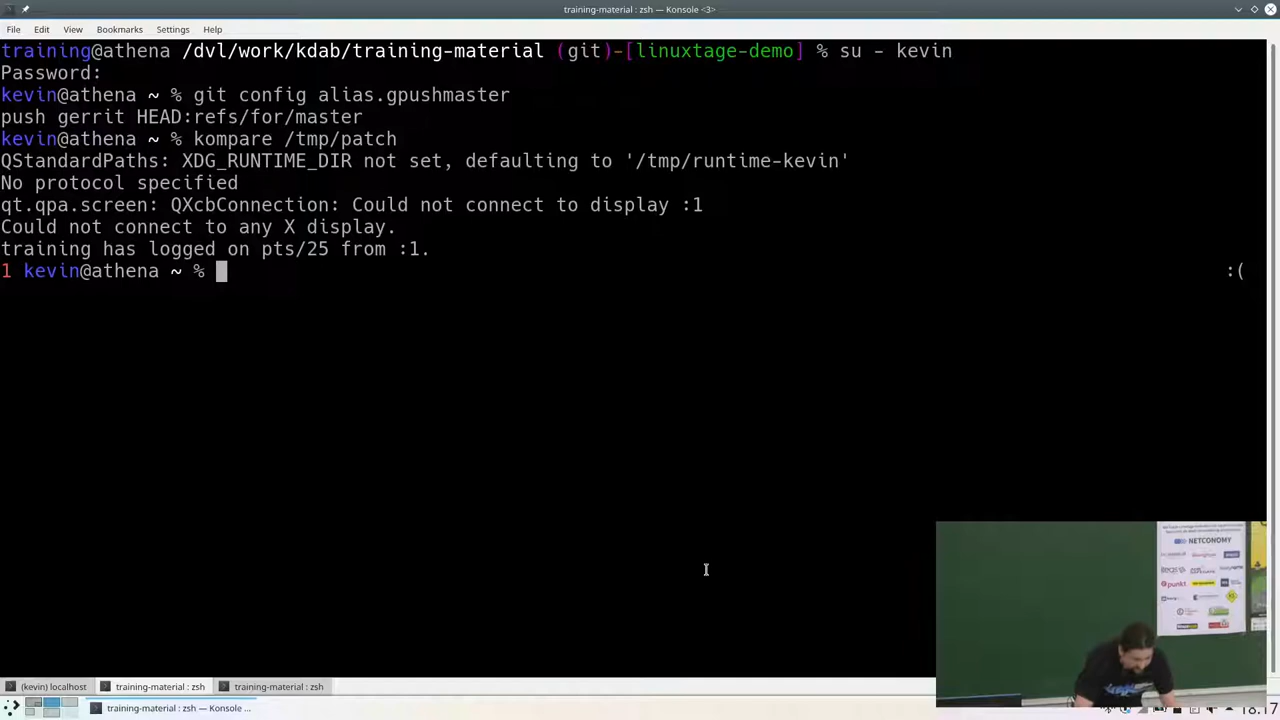 training-material : zsh — Konsole <3>
File Edit View Bookmarks Settings Help
training@athena /dvl/work/kdab/training-material (git)-[linuxtage-demo] % su - kevin
Password:
kevin@athena ~ % git config alias.gpushmaster
push gerrit HEAD:refs/for/master
kevin@athena ~ % kompare /tmp/patch
QStandardPaths: XDG_RUNTIME_DIR not set, defaulting to '/tmp/runtime-kevin'
No protocol specified
qt.qpa.screen: QXcbConnection: Could not connect to display :1
Could not connect to any X display.
training has logged on pts/25 from :1.
1 kevin@athena ~ % :(
NETCONOMY
punkt
(kevin) localhost training-material : zsh training-material : zsh
training-material : zsh — Konsole ...
18:17